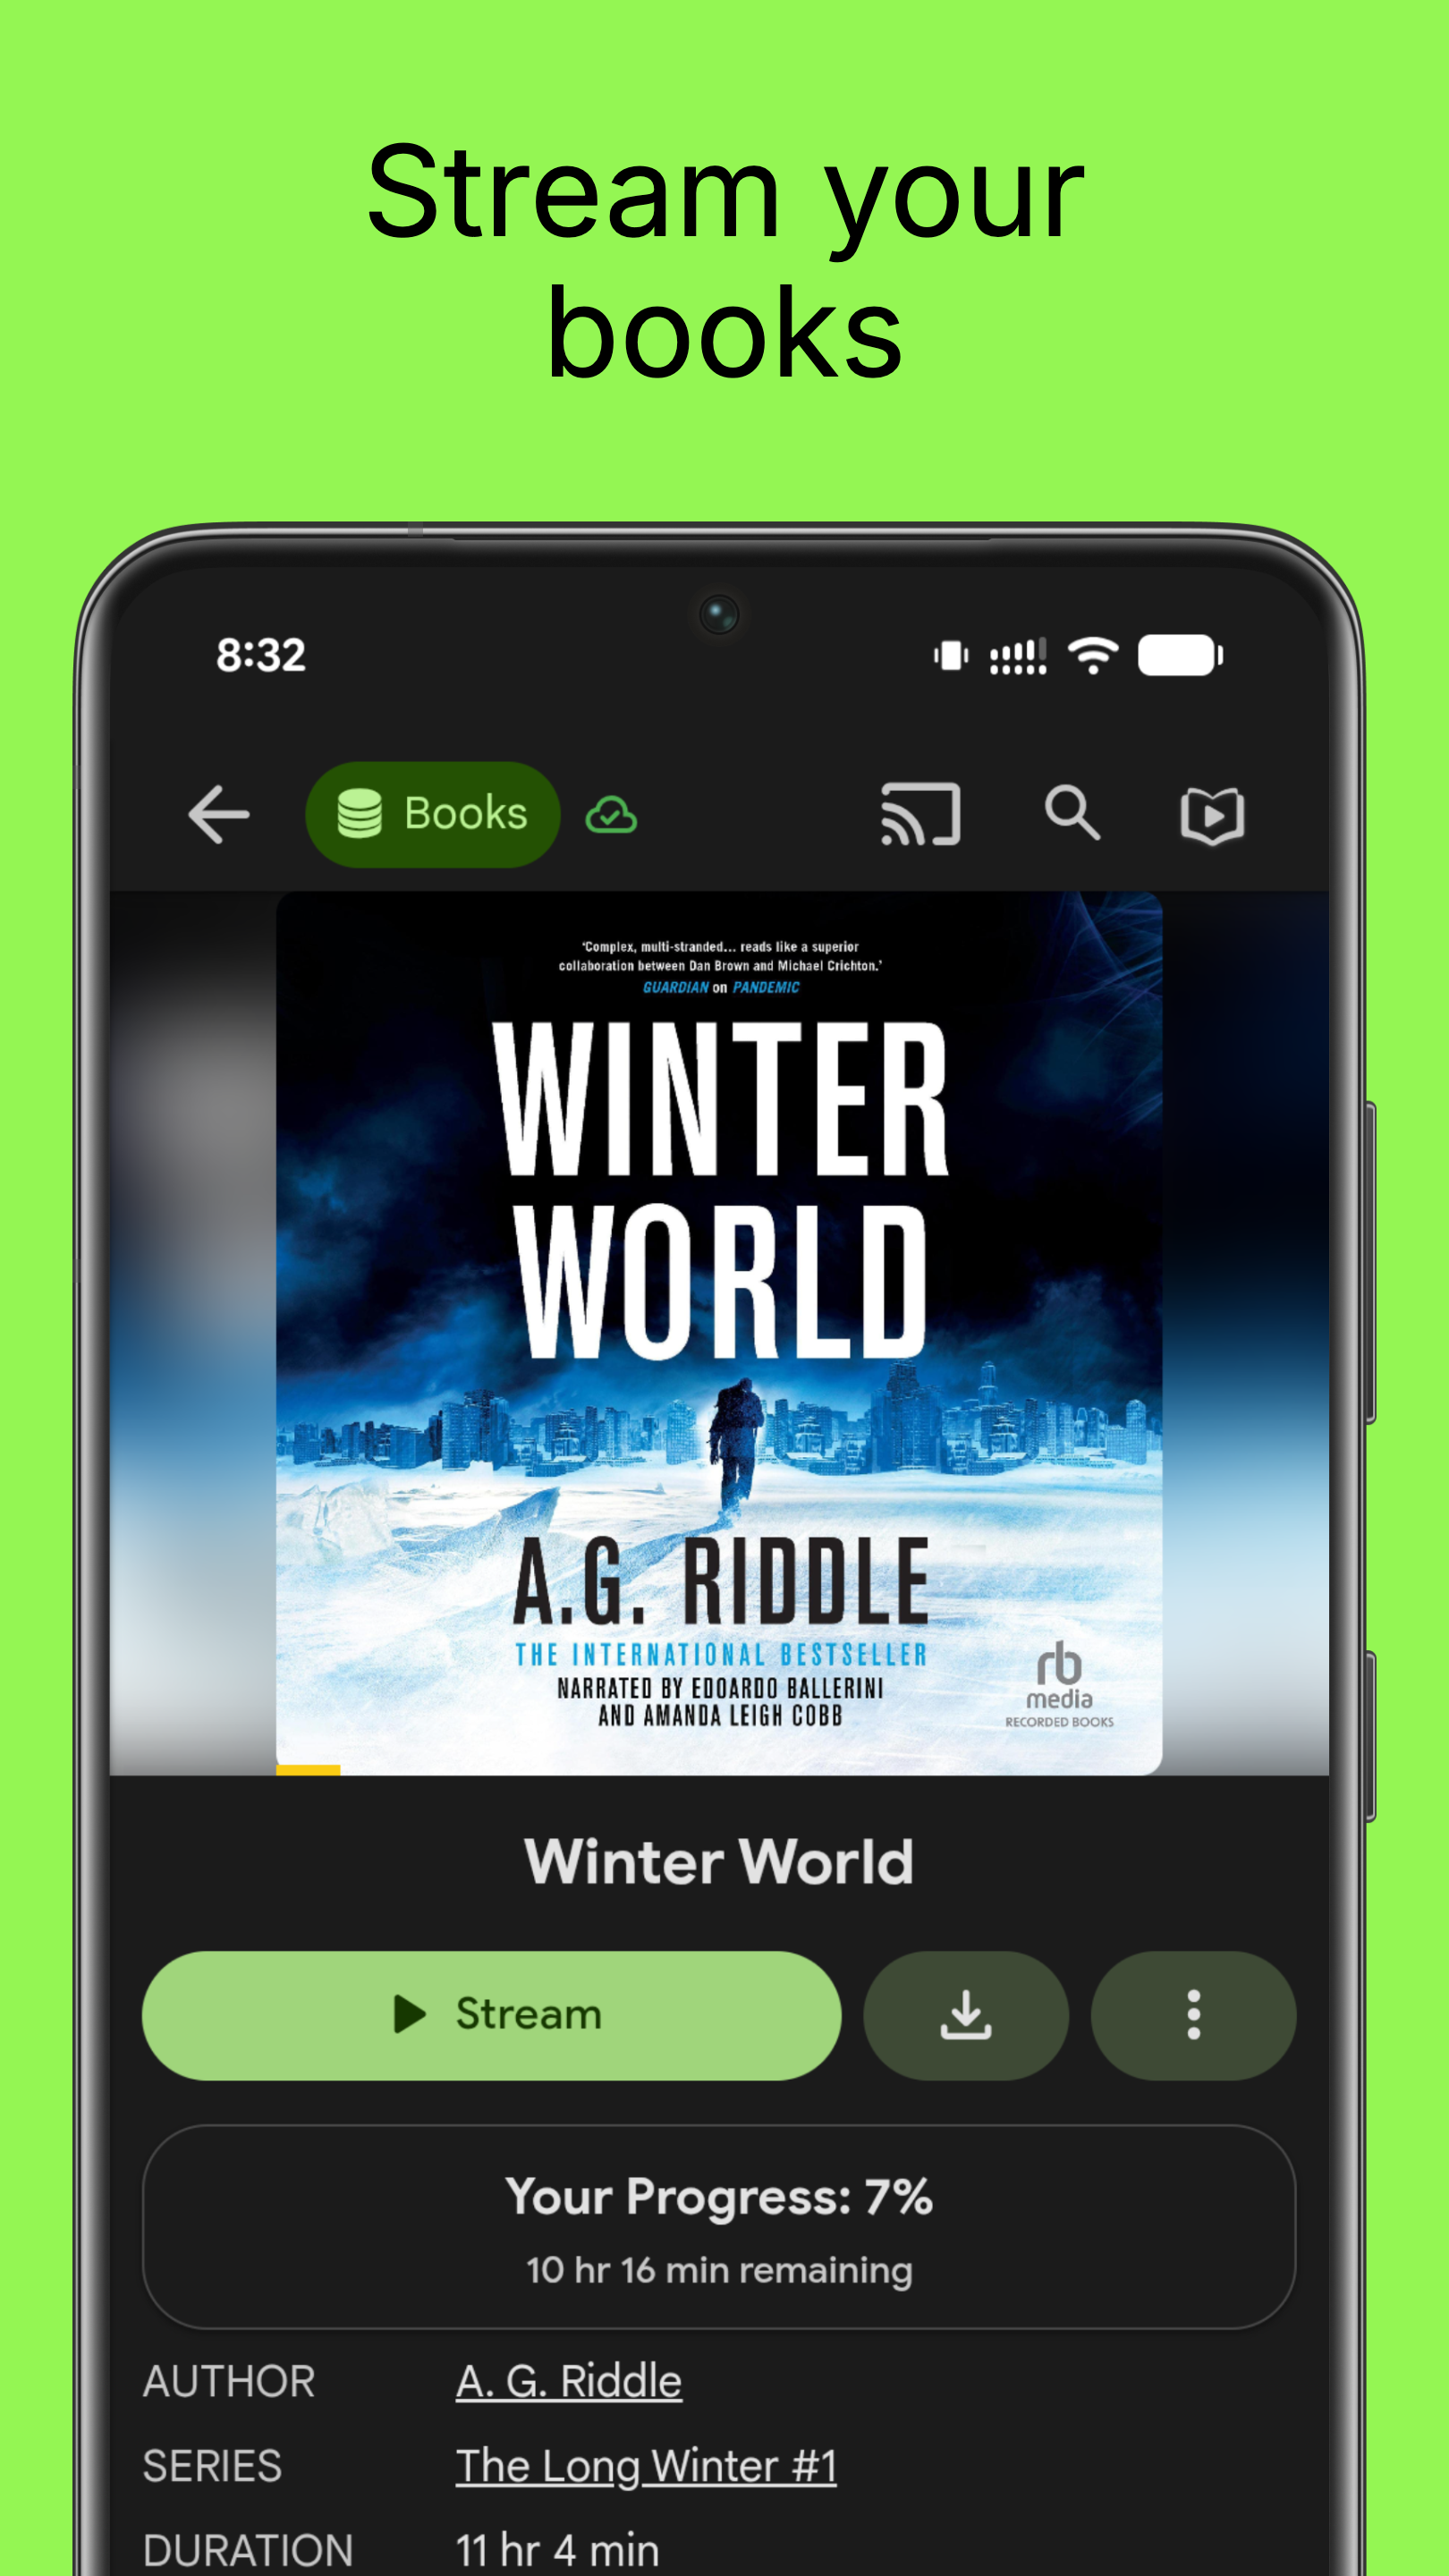 Stream your
books
8:32
Books
‘Complex, multi-stranded... reads like a superior
collaboration between Dan Brown and Michael Crichton.’
GUARDIAN on PANDEMIC
WINTER
WORLD
A.G. RIDDLE
THE INTERNATIONAL BESTSELLER
NARRATED BY EDOARDO BALLERINI
AND AMANDA LEIGH COBB
rb
media
RECORDED BOOKS
Winter World
Stream
Your Progress: 7%
10 hr 16 min remaining
AUTHOR A. G. Riddle
SERIES The Long Winter #1
DURATION 11 hr 4 min